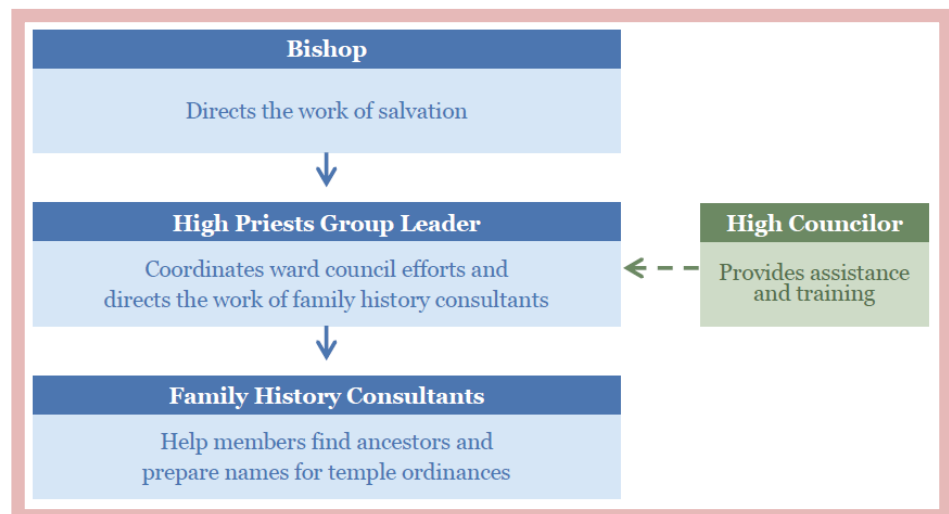 Bishop
Directs the work of salvation
High Priests Group Leader
Coordinates ward council efforts and
directs the work of family history consultants
High Councilor
Provides assistance
and training
Family History Consultants
Help members find ancestors and
prepare names for temple ordinances